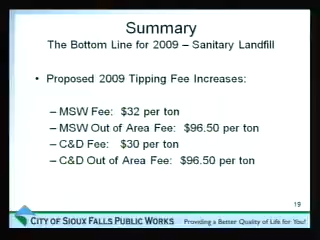 Summary
The Bottom Line for 2009 – Sanitary Landfill
• Proposed 2009 Tipping Fee Increases:
– MSW Fee: $32 per ton
– MSW Out of Area Fee: $96.50 per ton
– C&D Fee: $30 per ton
– C&D Out of Area Fee: $96.50 per ton
19
CITY OF SIOUX FALLS PUBLIC WORKS Providing a Better Quality of Life for You!